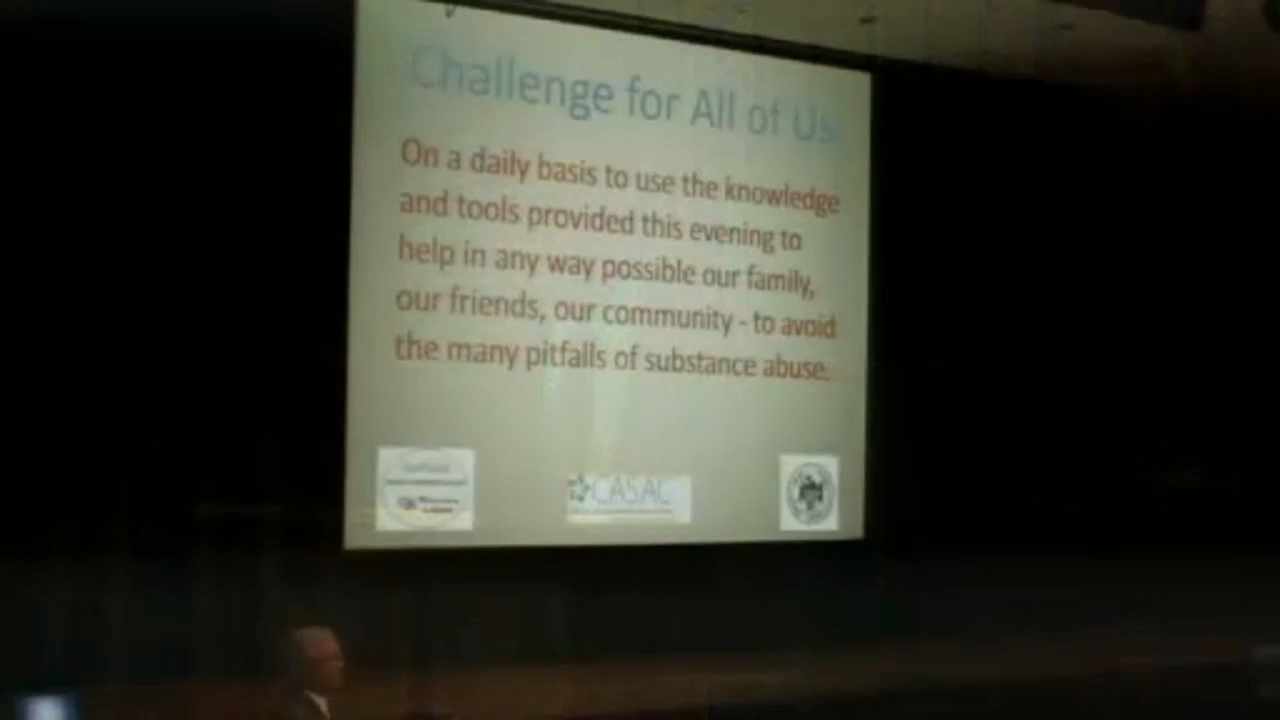 Challenge for All of Us
On a daily basis to use the knowledge
and tools provided this evening to
help in any way possible our family,
our friends, our community - to avoid
the many pitfalls of substance abuse.
CASAC